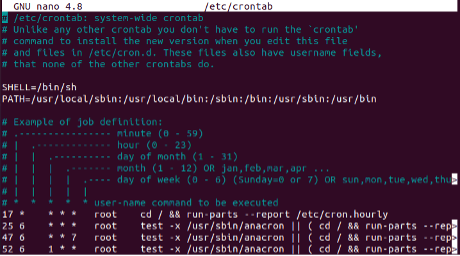 GNU nano 4.8 /etc/crontab
# /etc/crontab: system-wide crontab
# Unlike any other crontab you don't have to run the `crontab'
# command to install the new version when you edit this file
# and files in /etc/cron.d. These files also have username fields,
# that none of the other crontabs do.
SHELL=/bin/sh
PATH=/usr/local/sbin:/usr/local/bin:/sbin:/bin:/usr/sbin:/usr/bin
# Example of job definition:
# .---------------- minute (0 - 59)
# |  .------------- hour (0 - 23)
# |  |  .---------- day of month (1 - 31)
# |  |  |  .------- month (1 - 12) OR jan,feb,mar,apr ...
# |  |  |  |  .---- day of week (0 - 6) (Sunday=0 or 7) OR sun,mon,tue,wed,thu>
# |  |  |  |  |
# *  *  *  *  * user-name command to be executed
17 * * * * root cd / && run-parts --report /etc/cron.hourly
25 6 * * * root test -x /usr/sbin/anacron || ( cd / && run-parts --rep>
47 6 * * 7 root test -x /usr/sbin/anacron || ( cd / && run-parts --rep>
52 6 1 * * root test -x /usr/sbin/anacron || ( cd / && run-parts --rep>